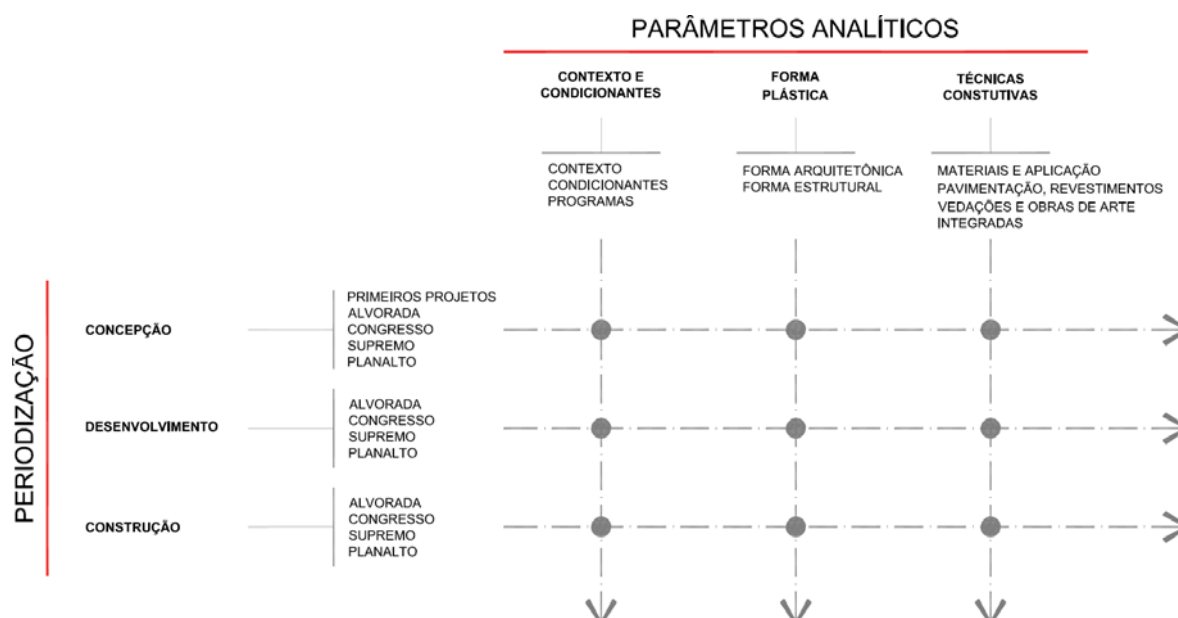 PARÂMETROS ANALÍTICOS
CONTEXTO E
CONDICIONANTES
FORMA
PLÁSTICA
TÉCNICAS
CONSTUTIVAS
CONTEXTO
CONDICIONANTES
PROGRAMAS
FORMA ARQUITETÔNICA
FORMA ESTRUTURAL
MATERIAIS E APLICAÇÃO
PAVIMENTAÇÃO, REVESTIMENTOS
VEDAÇÕES E OBRAS DE ARTE
INTEGRADAS
PERIODIZAÇÃO
CONCEPÇÃO
PRIMEIROS PROJETOS
ALVORADA
CONGRESSO
SUPREMO
PLANALTO
DESENVOLVIMENTO
ALVORADA
CONGRESSO
SUPREMO
PLANALTO
CONSTRUÇÃO
ALVORADA
CONGRESSO
SUPREMO
PLANALTO